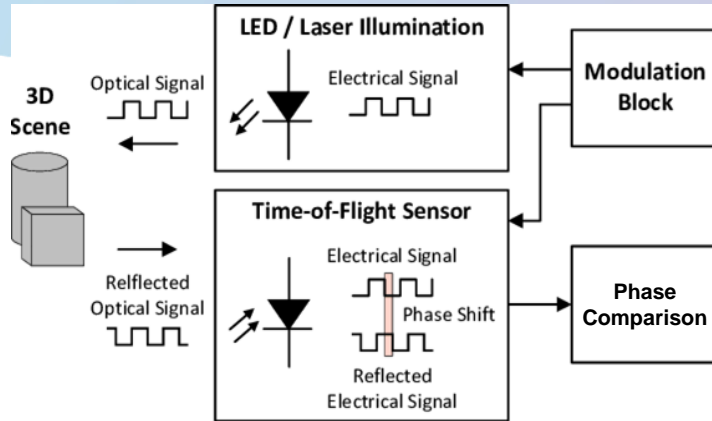 LED / Laser Illumination
Optical Signal
Electrical Signal
Modulation
Block
3D
Scene
Time-of-Flight Sensor
Electrical Signal
Phase Shift
Relflected
Optical Signal
Reflected
Electrical Signal
Phase
Comparison